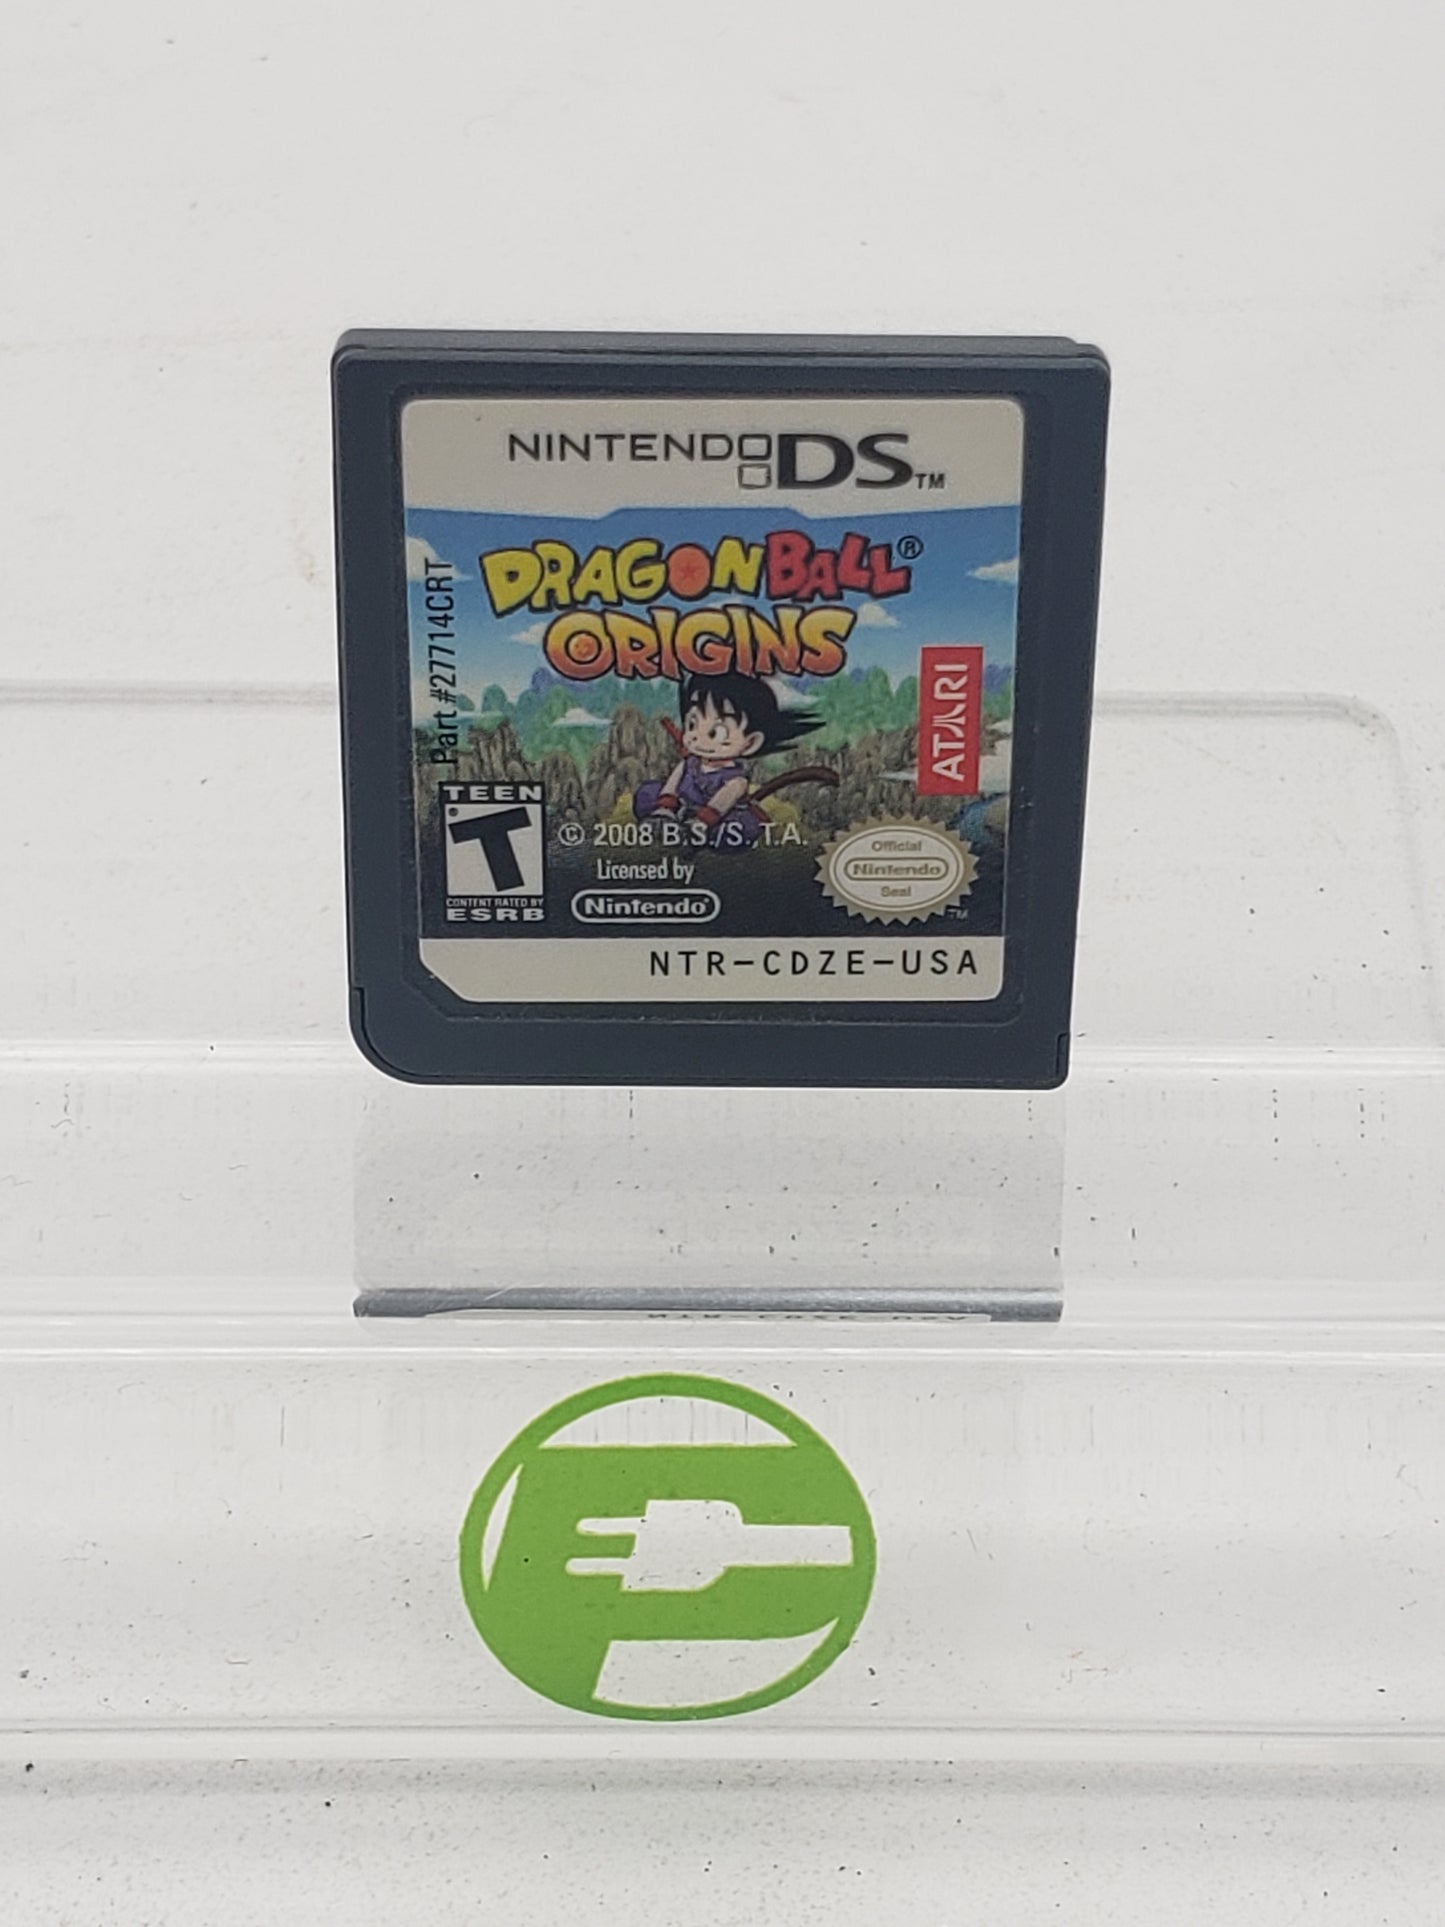 NINTENDO DS™
DRAGON BALL®
ORIGINS
Part #27714CRT
ATARI
TEEN
T
CONTENT RATED BY
ESRB
© 2008 B.S./S.,T.A.
Licensed by
Nintendo®
Official
Nintendo
Seal
TM
NTR-CDZE-USA